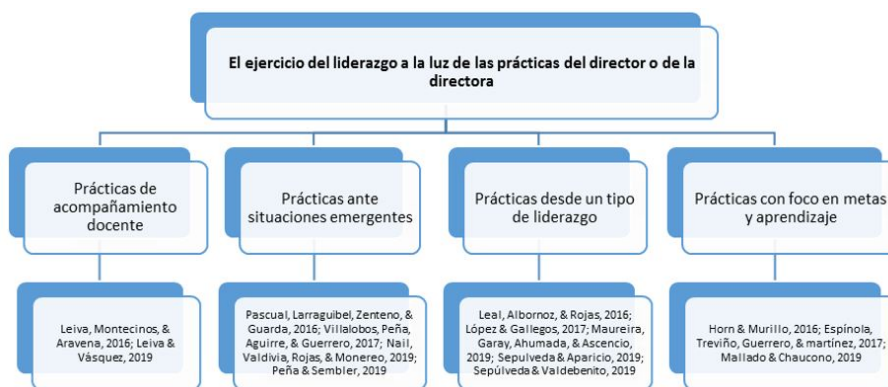 El ejercicio del liderazgo a la luz de las prácticas del director o de la
directora
Prácticas de
acompañamiento
docente
Prácticas ante
situaciones emergentes
Prácticas desde un tipo
de liderazgo
Prácticas con foco en metas
y aprendizaje
Leiva, Montecinos, &
Aravena, 2016; Leiva &
Vásquez, 2019
Pascual, Larraguibel, Zenteno, &
Guarda, 2016; Villalobos, Peña,
Aguirre, & Guerrero, 2017; Nail,
Valdivia, Rojas, & Monereo, 2019;
Peña & Sembler, 2019
Leal, Albornoz, & Rojas, 2016;
López & Gallegos, 2017; Maureira,
Garay, Ahumada, & Ascencio,
2019; Sepulveda & Aparicio, 2019;
Sepúlveda & Valdebenito, 2019
Horn & Murillo, 2016; Espínola,
Treviño, Guerrero, & martínez, 2017;
Mallado & Chaucono, 2019